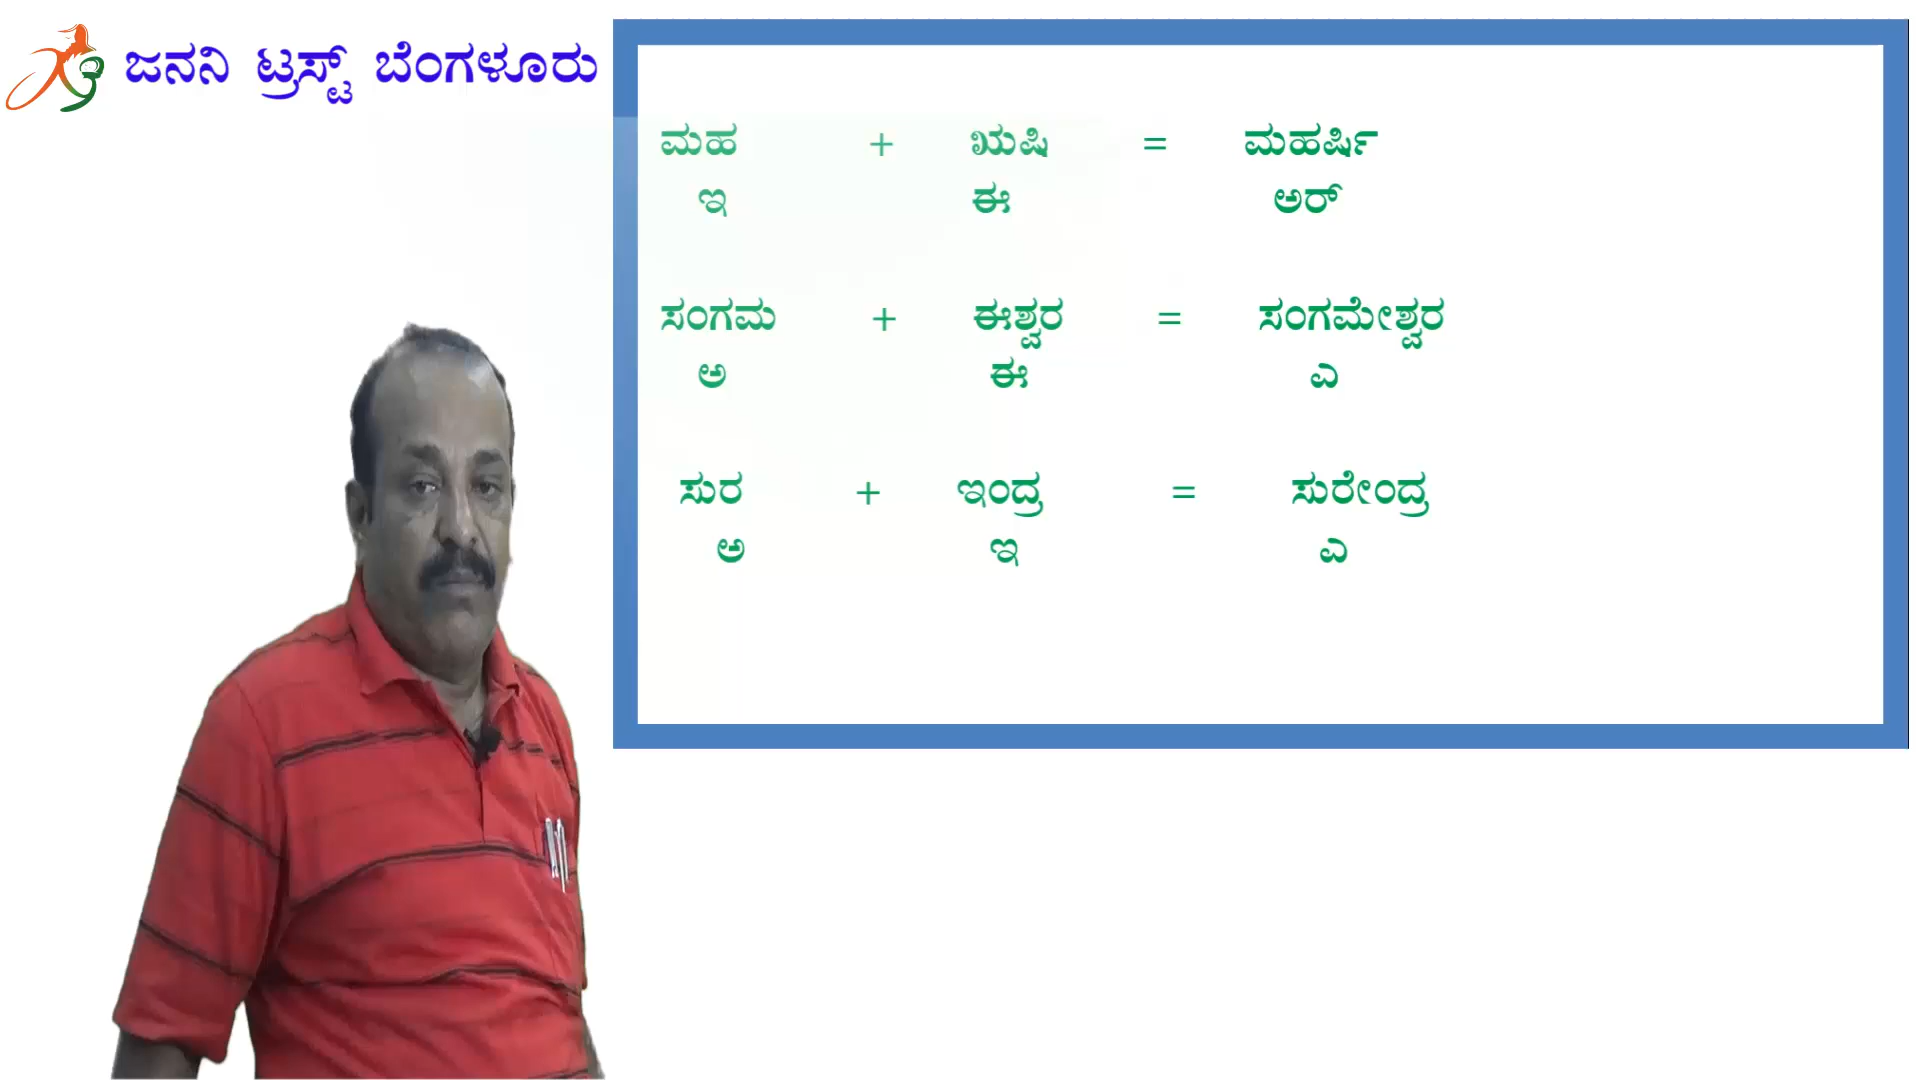 ಜನನಿ ಟ್ರಸ್ಟ್ ಬೆಂಗಳೂರು
ಮಹ + ಋಷಿ = ಮಹರ್ಷಿ
ಇ ಈ ಅರ್
ಸಂಗಮ + ಈಶ್ವರ = ಸಂಗಮೇಶ್ವರ
ಅ ಈ ಎ
ಸುರ + ಇಂದ್ರ = ಸುರೇಂದ್ರ
ಅ ಇ ಎ